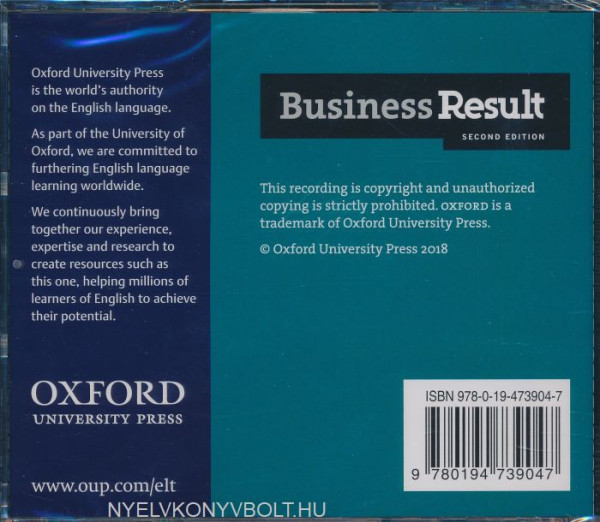 Oxford University Press
is the world's authority
on the English language.
As part of the University of
Oxford, we are committed to
furthering English language
learning worldwide.
We continuously bring
together our experience,
expertise and research to
create resources such as
this one, helping millions of
learners of English to achieve
their potential.
OXFORD
UNIVERSITY PRESS
www.oup.com/elt
Business Result
SECOND EDITION
This recording is copyright and unauthorized
copying is strictly prohibited. OXFORD is a
trademark of Oxford University Press.
© Oxford University Press 2018
ISBN 978-0-19-473904-7
9 780194 739047
NYELVKONYVBOLT.HU